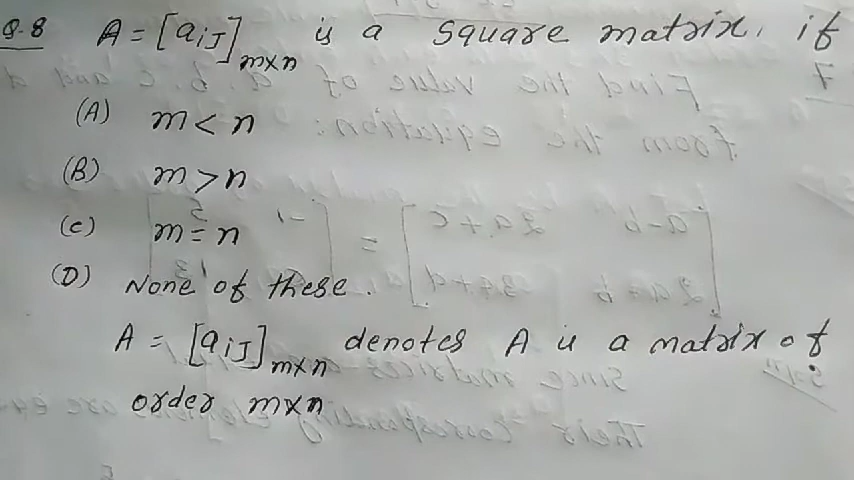 Q.8 A = [aij]m×n is a square matrix, if
(A) m < n
(B) m > n
(C) m = n
(D) None of these.
A = [aij]m×n denotes A is a matrix of
order m×n